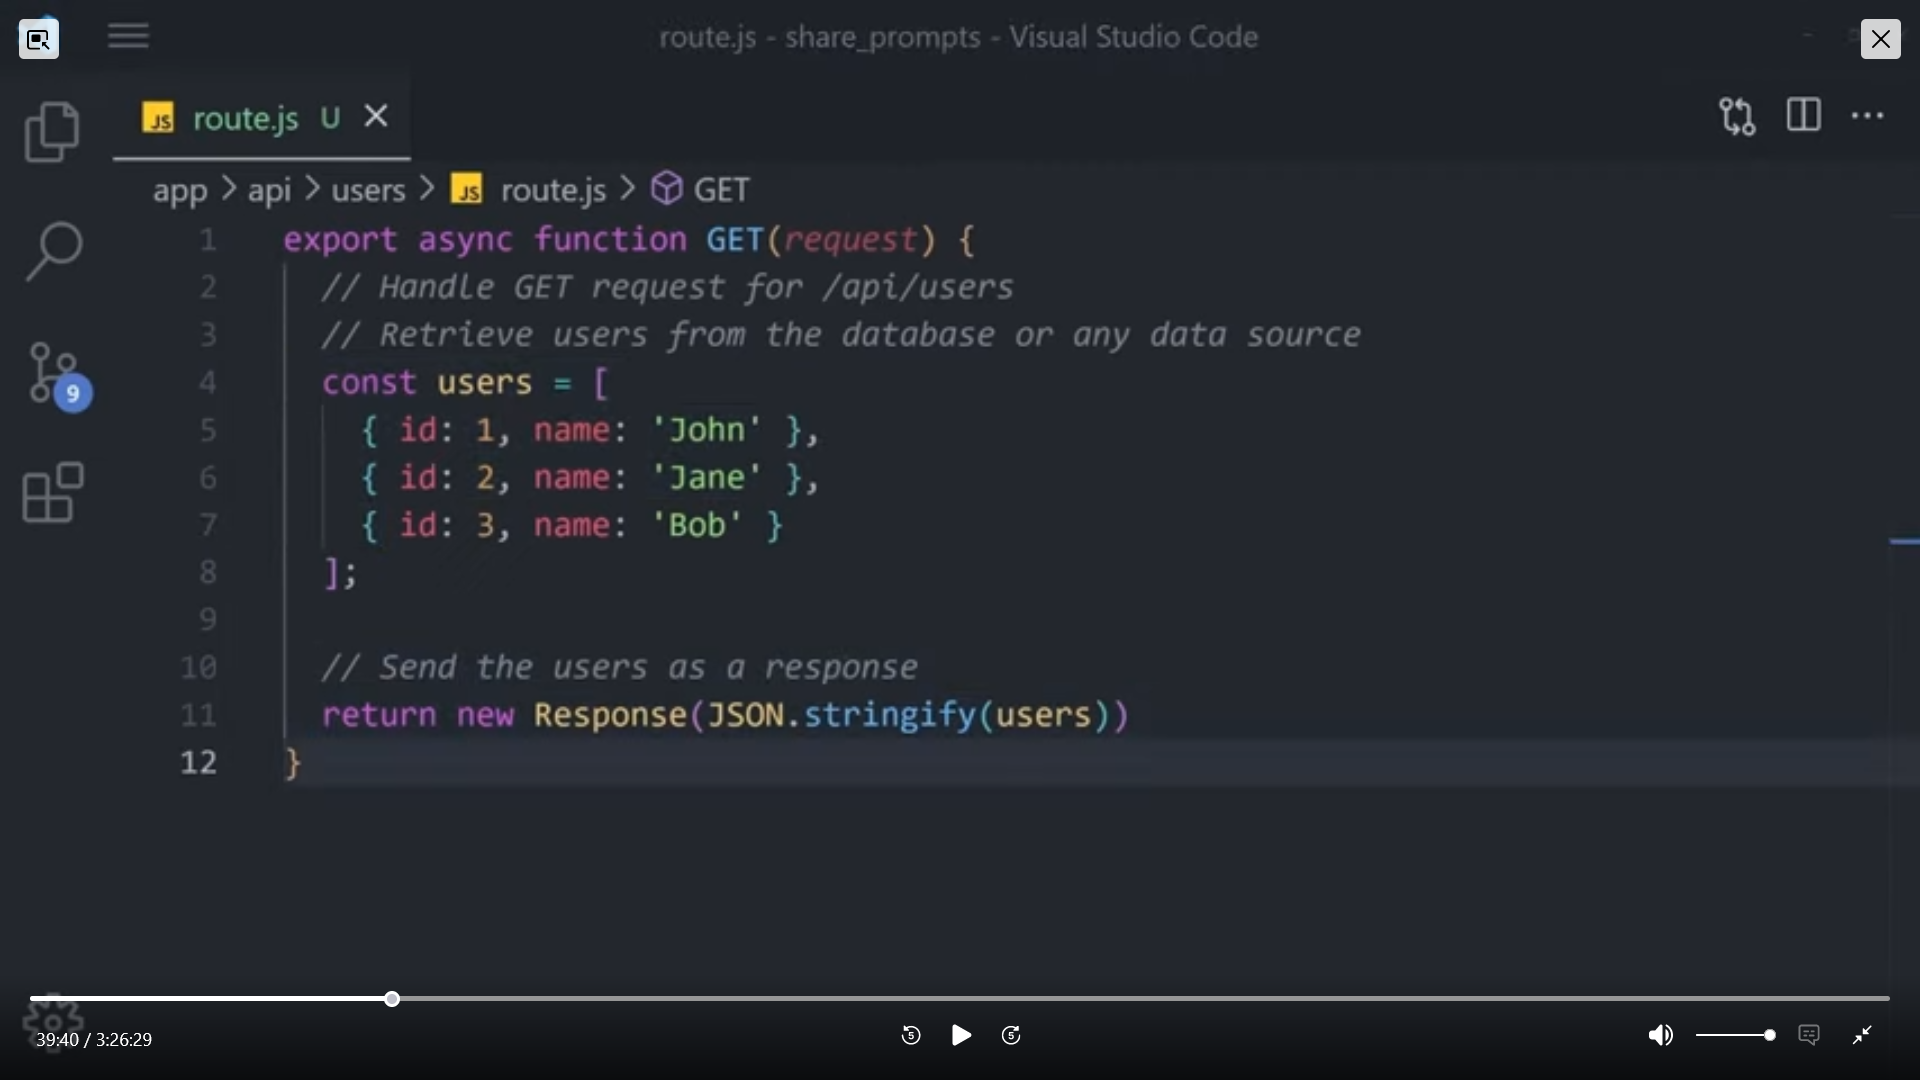 route.js - share_prompts - Visual Studio Code
JS route.js U
app > api > users > JS route.js > GET
1 export async function GET(request) {
2 // Handle GET request for /api/users
3 // Retrieve users from the database or any data source
4 const users = [
5 { id: 1, name: 'John' },
6 { id: 2, name: 'Jane' },
7 { id: 3, name: 'Bob' }
8 ];
9
10 // Send the users as a response
11 return new Response(JSON.stringify(users))
12 }
9
39:40 / 3:26:29
5 5